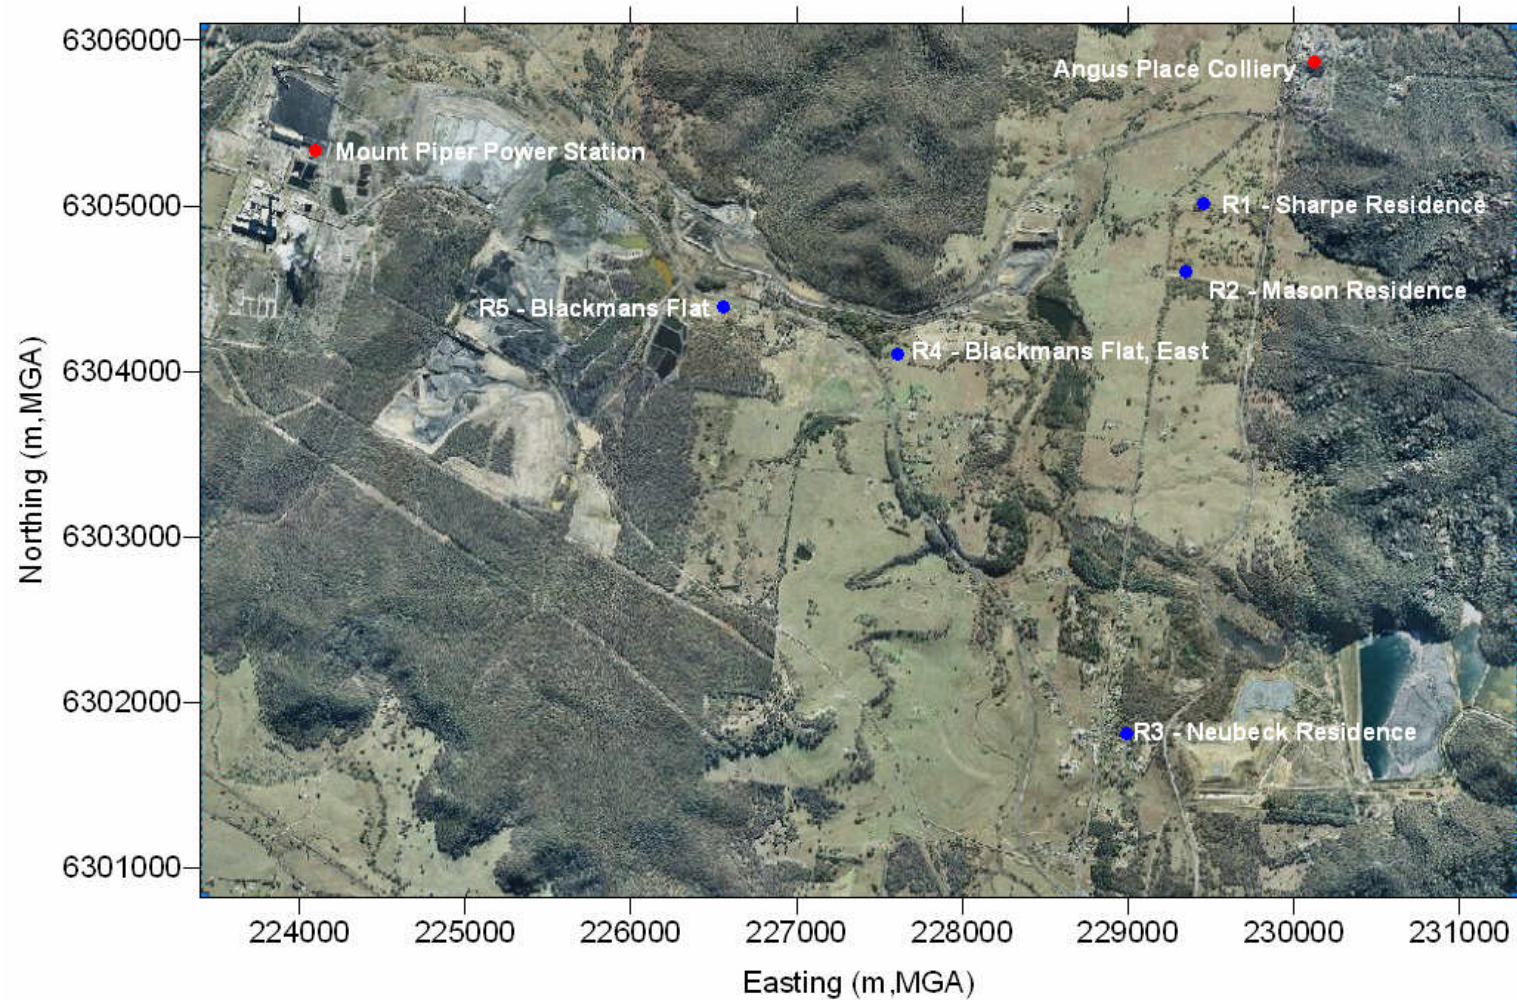 6306000
Angus Place Colliery
Mount Piper Power Station
6305000
R1 - Sharpe Residence
R2 - Mason Residence
R5 - Blackmans Flat
R4 - Blackmans Flat, East
6304000
Northing (m,MGA)
6303000
6302000
R3 - Neubeck Residence
6301000
224000 225000 226000 227000 228000 229000 230000 231000
Easting (m,MGA)